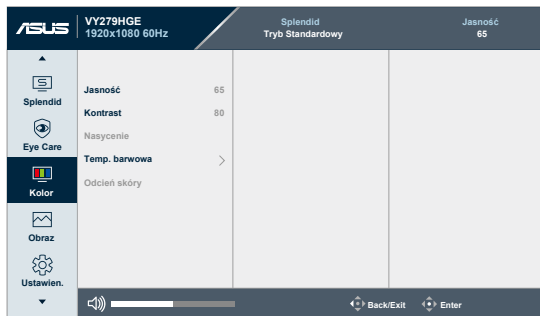 ASUS
VY279HGE
1920x1080 60Hz
Splendid
Tryb Standardowy
Jasność
65
Splendid
Eye Care
Kolor
Obraz
Ustawien.
Jasność 65
Kontrast 80
Nasycenie
Temp. barwowa
Odcień skóry
Back/Exit
Enter